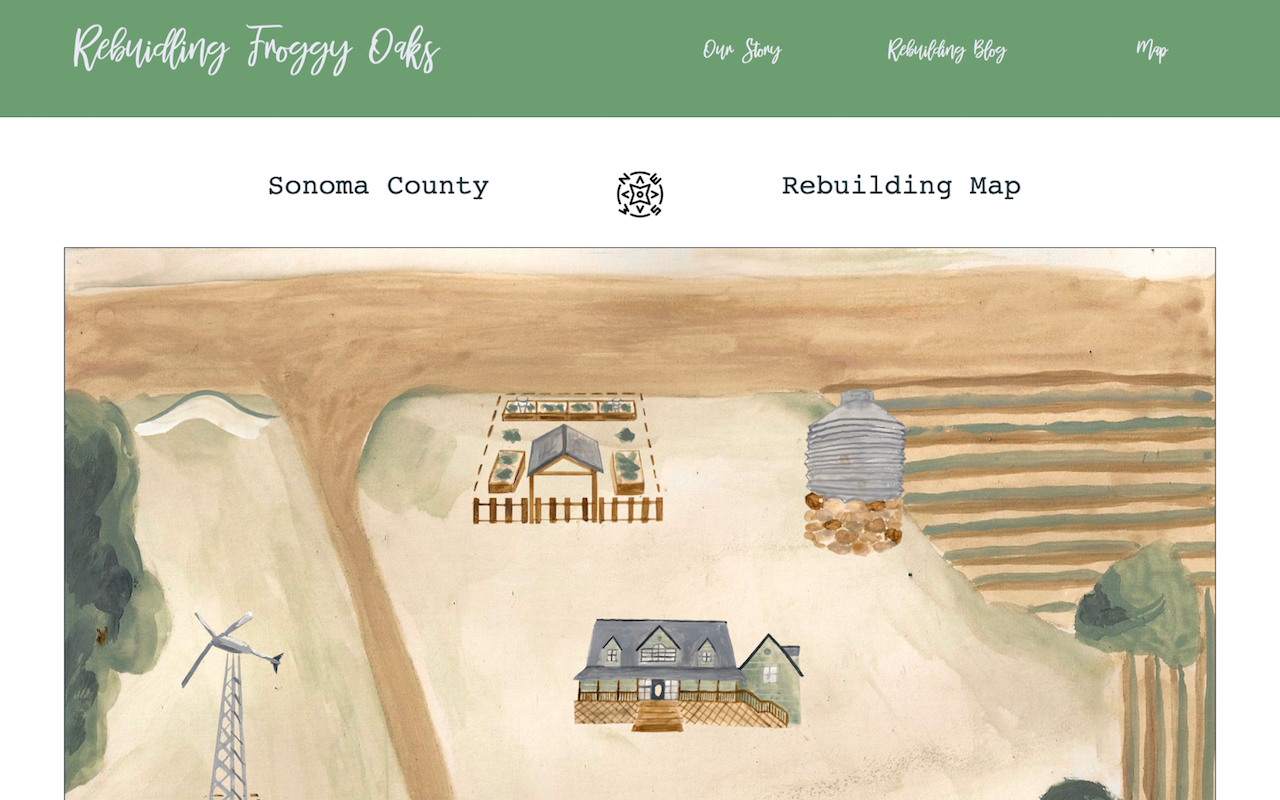 Rebuidling Froggy Oaks
Our Story
Rebuilding Blog
Map
Sonoma County
N E
W S
Rebuilding Map